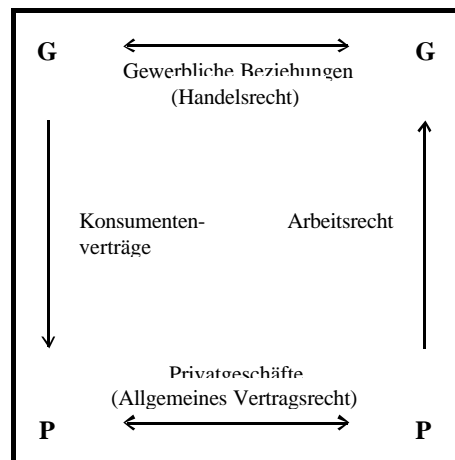 G G
Gewerbliche Beziehungen
(Handelsrecht)
Konsumenten- Arbeitsrecht
verträge
Privatgeschäfte
(Allgemeines Vertragsrecht)
P P